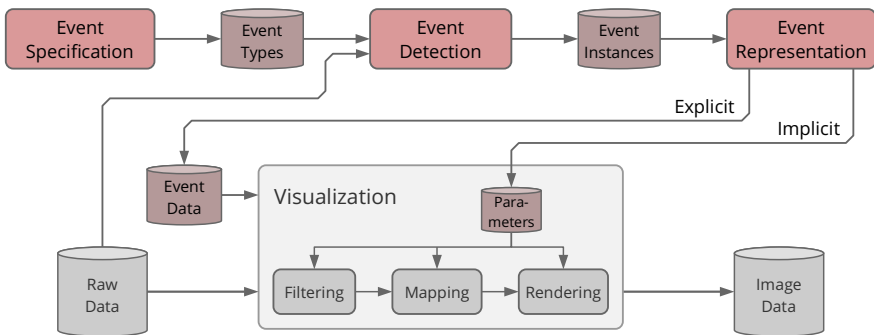 Event
Specification
Event
Types
Event
Detection
Event
Instances
Event
Representation
Explicit
Implicit
Event
Data
Visualization
Para-
meters
Raw
Data
Filtering
Mapping
Rendering
Image
Data